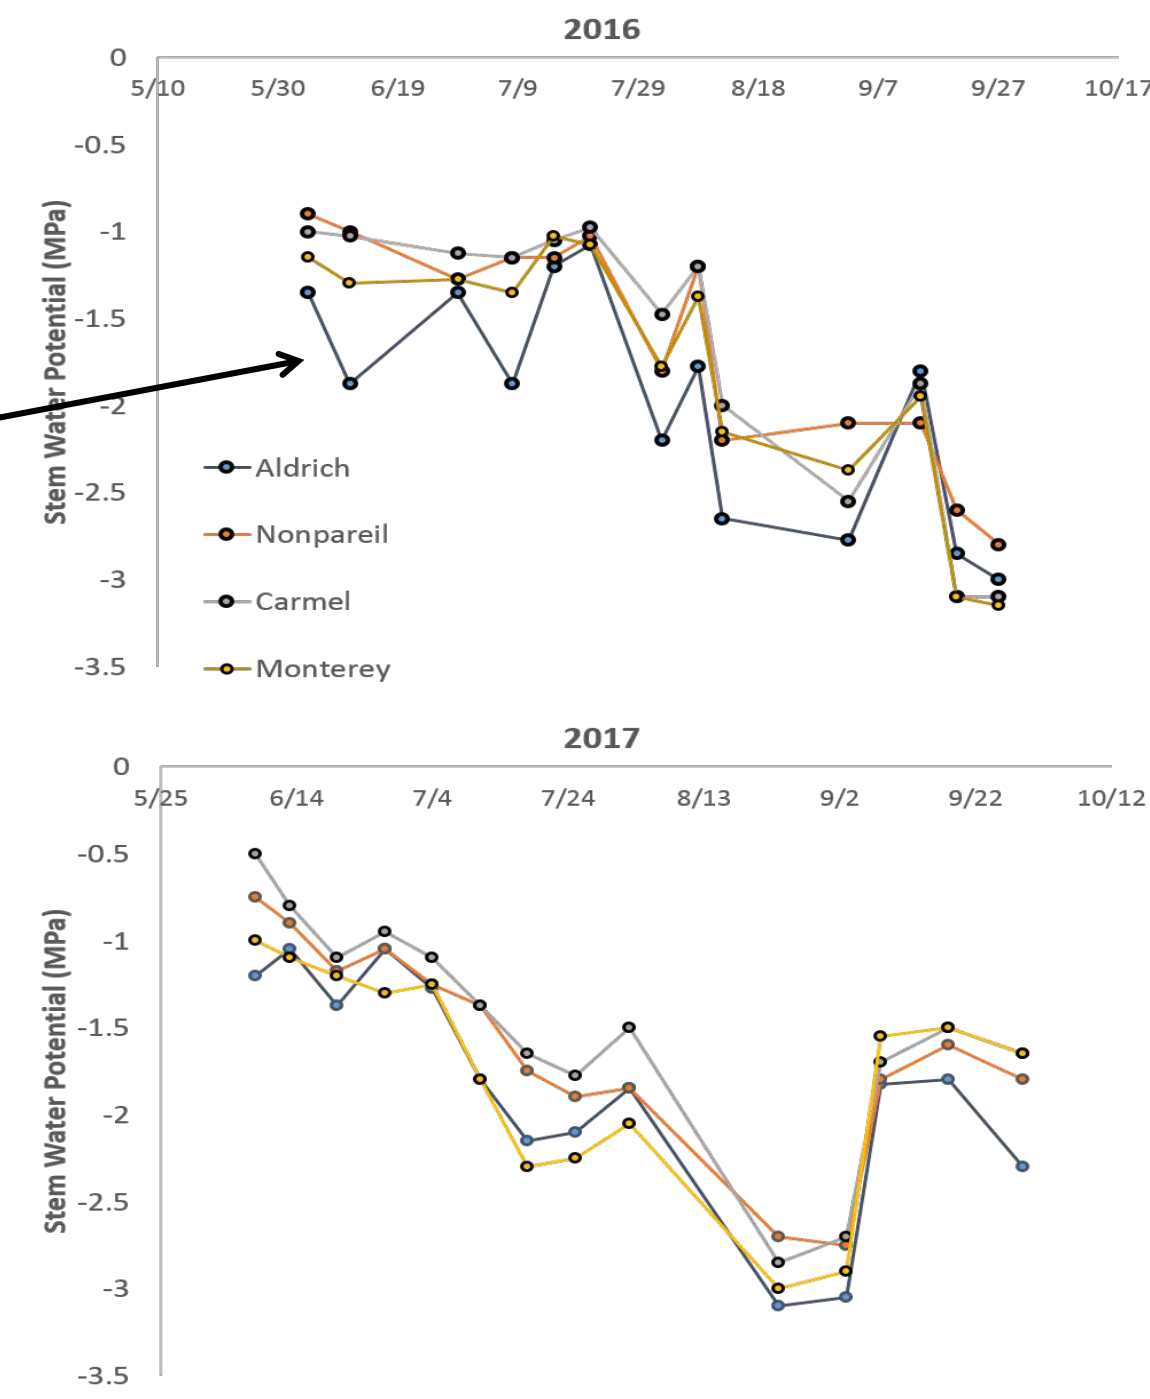 2016
0
5/10 5/30 6/19 7/9 7/29 8/18 9/7 9/27 10/17
-0.5
-1
-1.5
-2
-2.5
-3
-3.5
Stem Water Potential (MPa)
Aldrich
Nonpareil
Carmel
Monterey
2017
0
5/25 6/14 7/4 7/24 8/13 9/2 9/22 10/12
-0.5
-1
-1.5
-2
-2.5
-3
-3.5
Stem Water Potential (MPa)